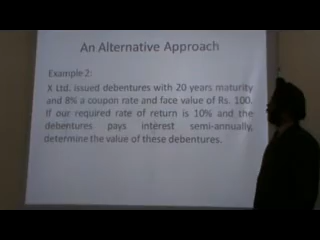 An Alternative Approach
Example 2:
X Ltd. issued debentures with 20 years maturity
and 8% a coupon rate and face value of Rs. 100.
If our required rate of return is 10% and the
debentures pays interest semi-annually,
determine the value of these debentures.